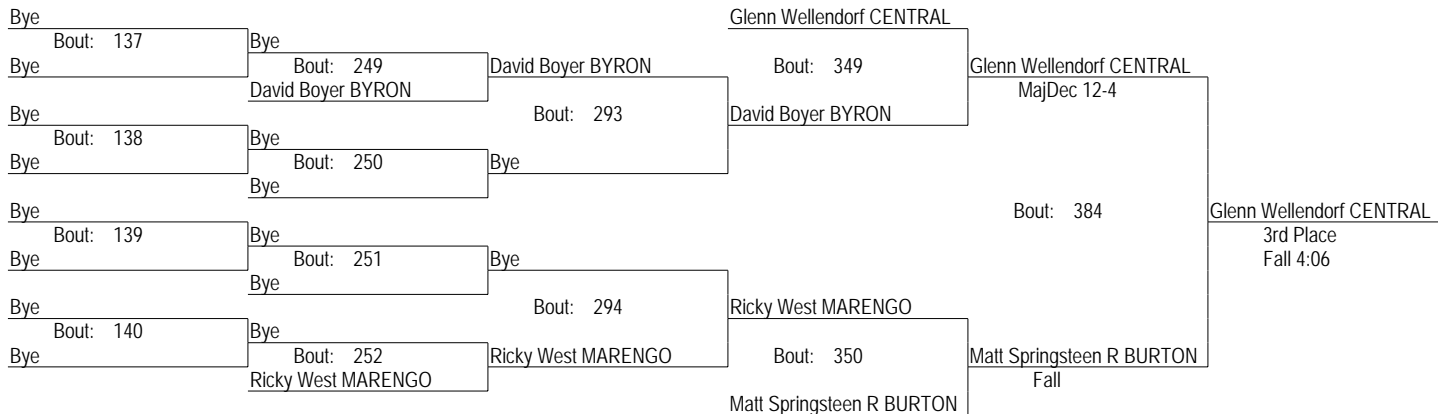 Bye
Glenn Wellendorf CENTRAL
Bout: 137
Bye
Bye
Bout: 249
David Boyer BYRON
Bout: 349
Glenn Wellendorf CENTRAL
David Boyer BYRON
MajDec 12-4
Bye
Bout: 293
David Boyer BYRON
Bout: 138
Bye
Bye
Bout: 250
Bye
Bye
Bye
Bout: 384
Glenn Wellendorf CENTRAL
Bout: 139
Bye
3rd Place
Bye
Bout: 251
Bye
Fall 4:06
Bye
Bye
Bout: 294
Ricky West MARENGO
Bout: 140
Bye
Bye
Bout: 252
Ricky West MARENGO
Bout: 350
Matt Springsteen R BURTON
Ricky West MARENGO
Fall
Matt Springsteen R BURTON